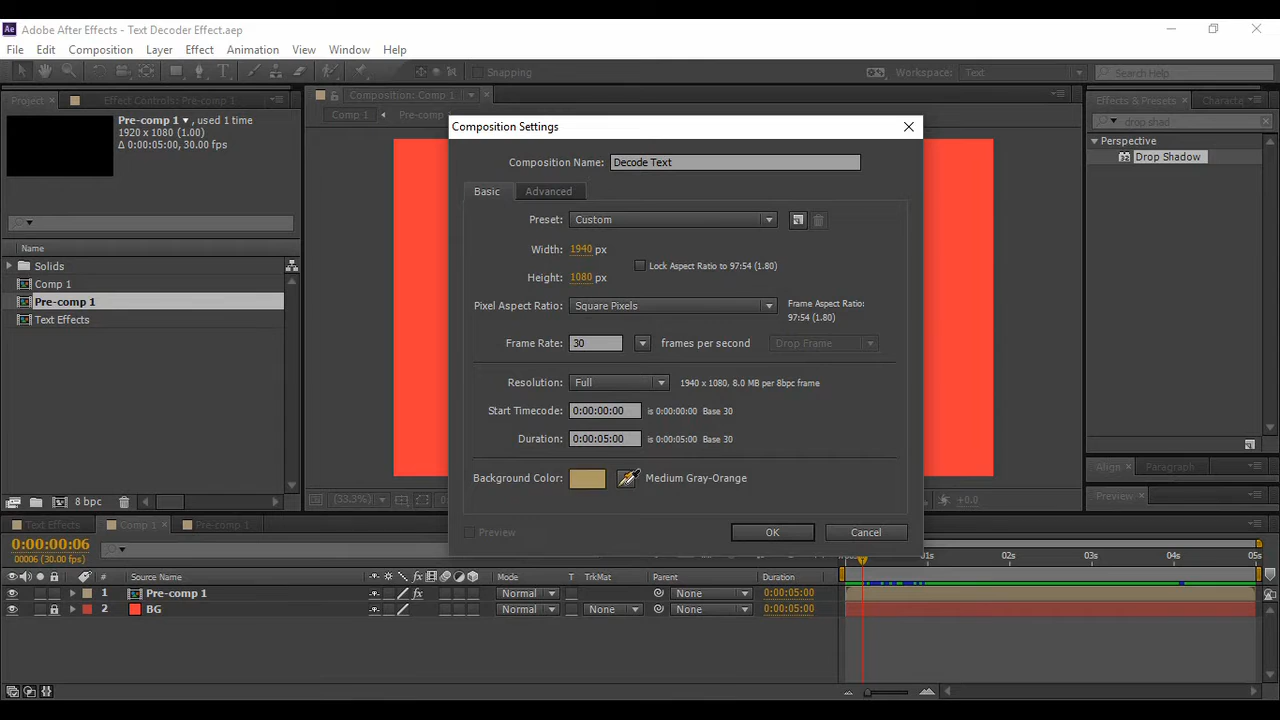 Adobe After Effects - Text Decoder Effect.aep
File Edit Composition Layer Effect Animation View Window Help
Snapping
Workspace: Text
Search Help
Project
Effect Controls: Pre-comp 1
Composition: Comp 1
Effects & Presets
Pre-comp 1, used 1 time
1920 x 1080 (1.00)
Δ 0:00:05:00, 30.00 fps
Comp 1
Pre-comp
drop shad
Perspective
Drop Shadow
Name
Solids
Comp 1
Pre-comp 1
Text Effects
8 bpc
Composition Settings
Composition Name: Decode Text
Basic Advanced
Preset: Custom
Width: 1940 px
Lock Aspect Ratio to 97:54 (1.80)
Height: 1080 px
Pixel Aspect Ratio: Square Pixels
Frame Aspect Ratio:
97:54 (1.80)
Frame Rate: 30 frames per second Drop Frame
Resolution: Full 1940 x 1080, 8.0 MB per 8bpc frame
Start Timecode: 0:00:00:00 is 0:00:00:00 Base 30
Duration: 0:00:05:00 is 0:00:05:00 Base 30
Background Color: Medium Gray-Orange
Preview OK Cancel
(33.3%)
+0.0
Align Paragraph
Preview
Text Effects Comp 1 Pre-comp 1
0:00:00:06
00006 (30.00 fps)
01s 02s 03s 04s 05s
# Source Name Mode T TrkMat Parent Duration
1 Pre-comp 1 Normal None 0:00:05:00
2 BG Normal None None 0:00:05:00